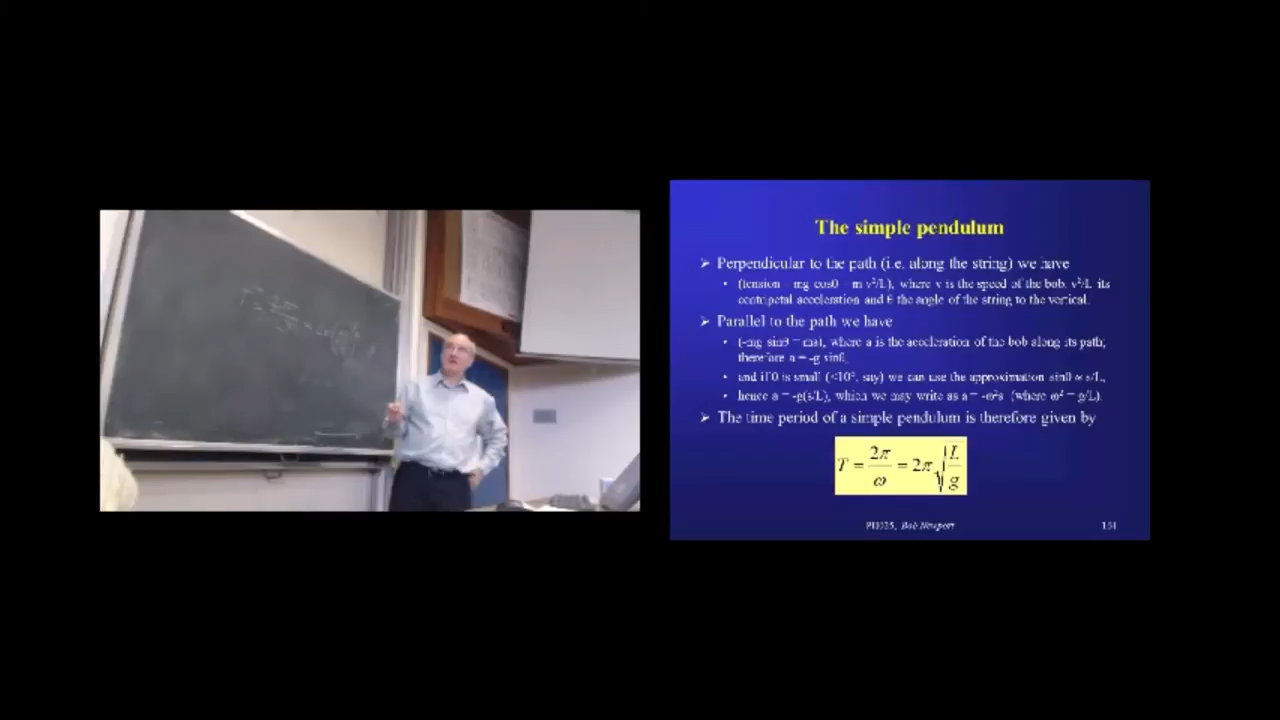 The simple pendulum
➤ Perpendicular to the path (i.e. along the string) we have
• (tension – mg cosθ = m v²/L), where v is the speed of the bob, v²/L its
centripetal acceleration and θ the angle of the string to the vertical.
➤ Parallel to the path we have
• (-mg sinθ = ma), where a is the acceleration of the bob along its path;
therefore a = -g sinθ,
• and if θ is small (<10°, say) we can use the approximation sinθ ≈ s/L,
• hence a = -g(s/L), which we may write as a = -ω²s (where ω² = g/L).
➤ The time period of a simple pendulum is therefore given by
T = 2π/ω = 2π√(L/g)
Bob Newport